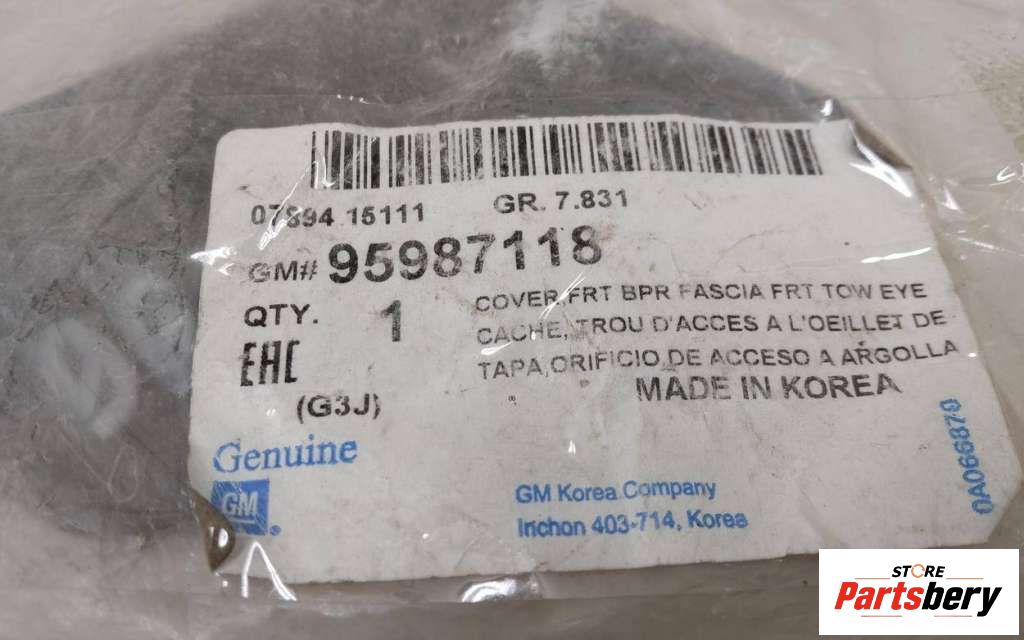 07894 15111 GR. 7.831
GM# 95987118
QTY. 1
COVER,FRT BPR FASCIA FRT TOW EYE
CACHE, TROU D'ACCES A L'OEILLET DE
TAPA,ORIFICIO DE ACCESO A ARGOLLA
EAC
(G3J)
MADE IN KOREA
Genuine
GM
GM Korea Company
Inchon 403-714, Korea
0A066870
STORE
Partsbery